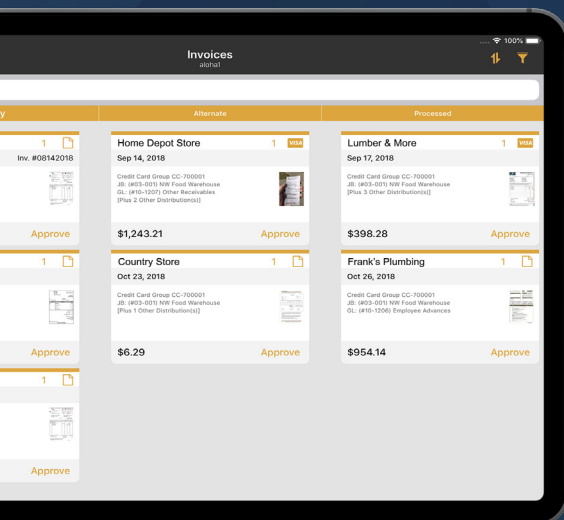 100%
Invoices
aloha1
y
Alternate
Processed
1
Inv. #08142018
Approve
1
Approve
1
Approve
Home Depot Store
1
VISA
Sep 14, 2018
Credit Card Group CC-700001
JB: (#03-001) NW Food Warehouse
GL: (#10-1207) Other Receivables
[Plus 2 Other Distribution(s)]
$1,243.21
Approve
Country Store
1
Oct 23, 2018
Credit Card Group CC-700001
JB: (#03-001) NW Food Warehouse
[Plus 1 Other Distribution(s)]
$6.29
Approve
Lumber & More
1
VISA
Sep 17, 2018
Credit Card Group CC-700001
JB: (#03-001) NW Food Warehouse
[Plus 3 Other Distribution(s)]
$398.28
Approve
Frank's Plumbing
1
Oct 26, 2018
Credit Card Group CC-700001
JB: (#03-001) NW Food Warehouse
GL: (#10-1206) Employee Advances
$954.14
Approve